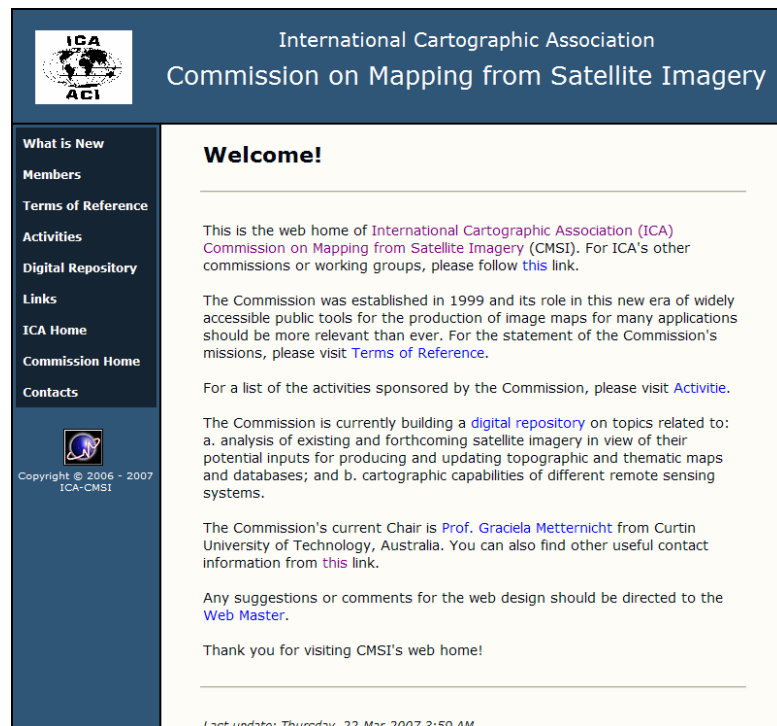 ICA
ACI
International Cartographic Association
Commission on Mapping from Satellite Imagery
What is New
Members
Terms of Reference
Activities
Digital Repository
Links
ICA Home
Commission Home
Contacts
Copyright © 2006 - 2007
ICA-CMSI
Welcome!
This is the web home of International Cartographic Association (ICA)
Commission on Mapping from Satellite Imagery (CMSI). For ICA's other
commissions or working groups, please follow this link.
The Commission was established in 1999 and its role in this new era of widely
accessible public tools for the production of image maps for many applications
should be more relevant than ever. For the statement of the Commission's
missions, please visit Terms of Reference.
For a list of the activities sponsored by the Commission, please visit Activitie.
The Commission is currently building a digital repository on topics related to:
a. analysis of existing and forthcoming satellite imagery in view of their
potential inputs for producing and updating topographic and thematic maps
and databases; and b. cartographic capabilities of different remote sensing
systems.
The Commission's current Chair is Prof. Graciela Metternicht from Curtin
University of Technology, Australia. You can also find other useful contact
information from this link.
Any suggestions or comments for the web design should be directed to the
Web Master.
Thank you for visiting CMSI's web home!
Last update: Thursday, 22-Mar-2007 3:59 AM